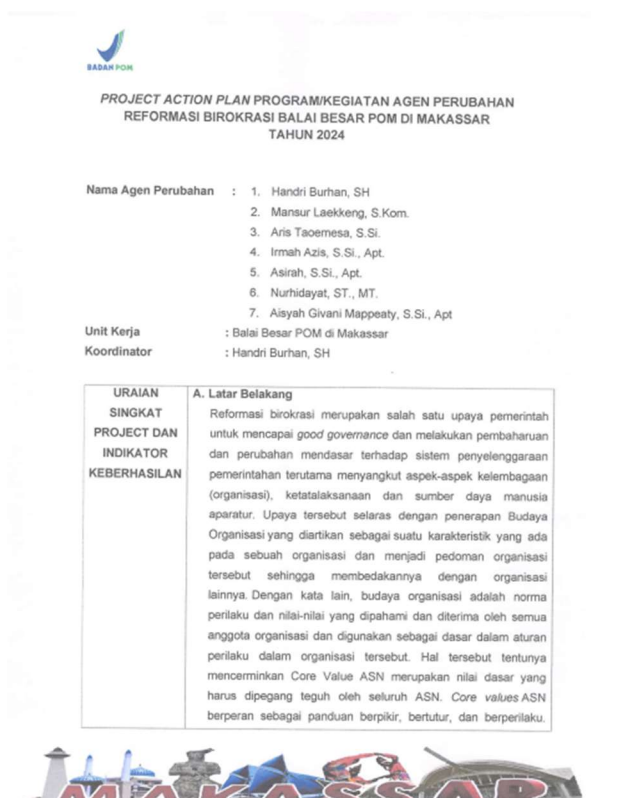 BADAN POM
PROJECT ACTION PLAN PROGRAM/KEGIATAN AGEN PERUBAHAN
REFORMASI BIROKRASI BALAI BESAR POM DI MAKASSAR
TAHUN 2024
Nama Agen Perubahan : 1. Handri Burhan, SH
2. Mansur Laekkeng, S.Kom.
3. Aris Taoemesa, S.Si.
4. Irmah Azis, S.Si., Apt.
5. Asirah, S.Si., Apt.
6. Nurhidayat, ST., MT.
7. Aisyah Givani Mappeaty, S.Si., Apt
Unit Kerja : Balai Besar POM di Makassar
Koordinator : Handri Burhan, SH
URAIAN
SINGKAT
PROJECT DAN
INDIKATOR
KEBERHASILAN
A. Latar Belakang
Reformasi birokrasi merupakan salah satu upaya pemerintah
untuk mencapai good governance dan melakukan pembaharuan
dan perubahan mendasar terhadap sistem penyelenggaraan
pemerintahan terutama menyangkut aspek-aspek kelembagaan
(organisasi), ketatalaksanaan dan sumber daya manusia
aparatur. Upaya tersebut selaras dengan penerapan Budaya
Organisasi yang diartikan sebagai suatu karakteristik yang ada
pada sebuah organisasi dan menjadi pedoman organisasi
tersebut sehingga membedakannya dengan organisasi
lainnya. Dengan kata lain, budaya organisasi adalah norma
perilaku dan nilai-nilai yang dipahami dan diterima oleh semua
anggota organisasi dan digunakan sebagai dasar dalam aturan
perilaku dalam organisasi tersebut. Hal tersebut tentunya
mencerminkan Core Value ASN merupakan nilai dasar yang
harus dipegang teguh oleh seluruh ASN. Core values ASN
berperan sebagai panduan berpikir, bertutur, dan berperilaku.
MAKASSAR